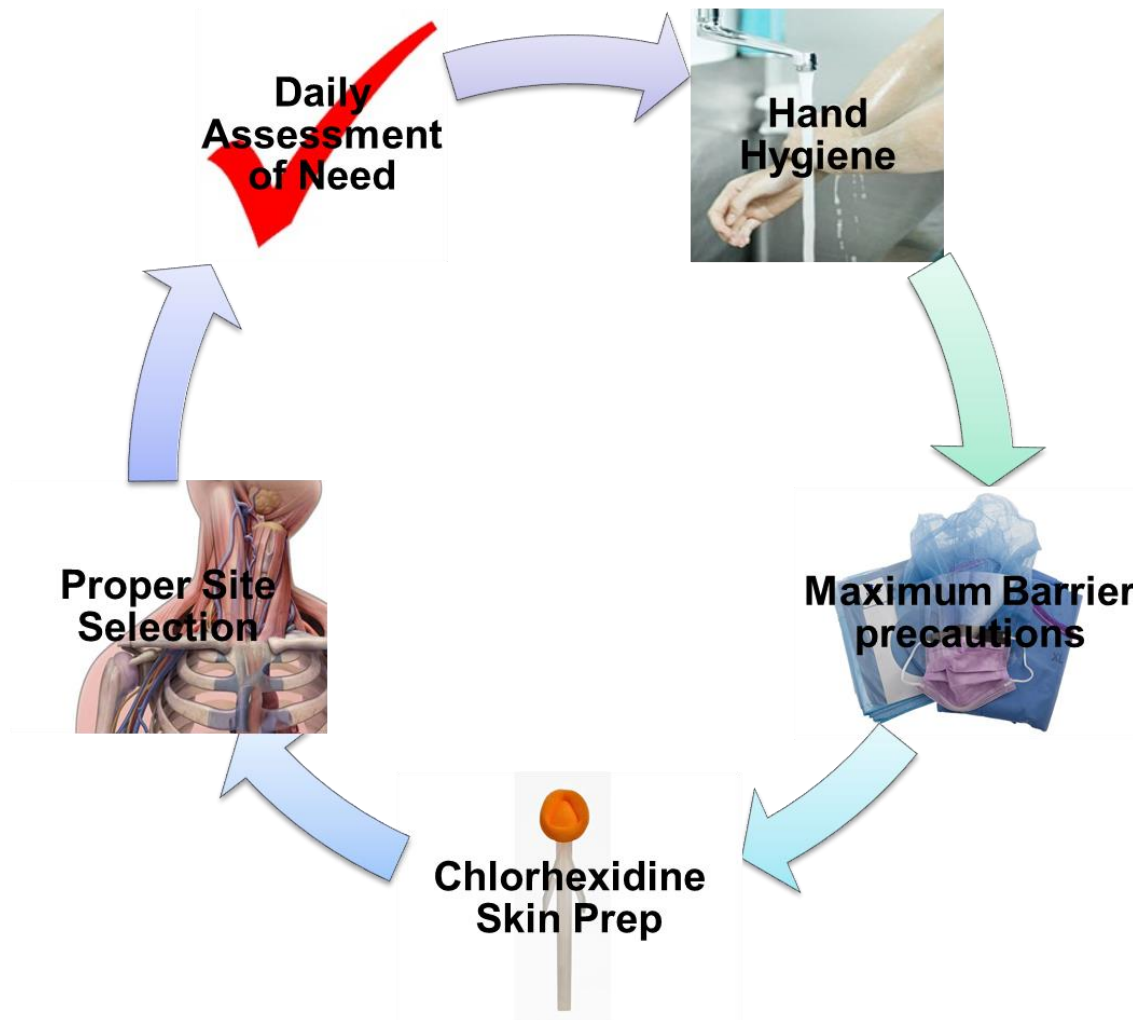 Daily
Assessment
of Need
Hand
Hygiene
Maximum Barrier
precautions
Chlorhexidine
Skin Prep
Proper Site
Selection